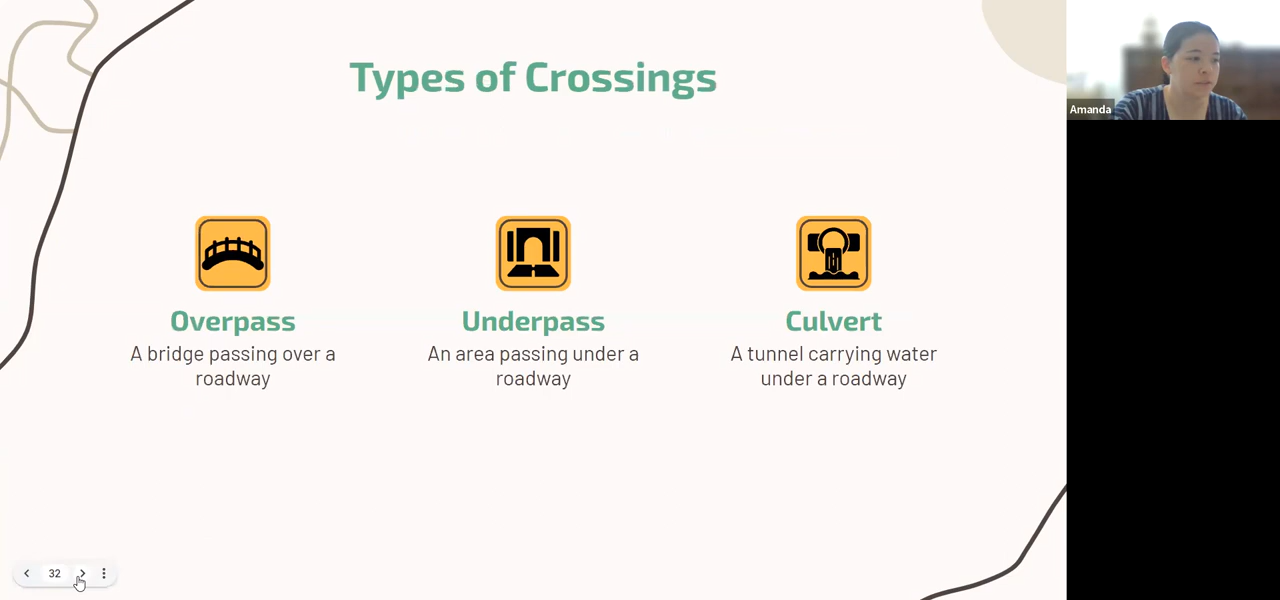 Types of Crossings
Amanda
Overpass
A bridge passing over a
roadway
Underpass
An area passing under a
roadway
Culvert
A tunnel carrying water
under a roadway
32